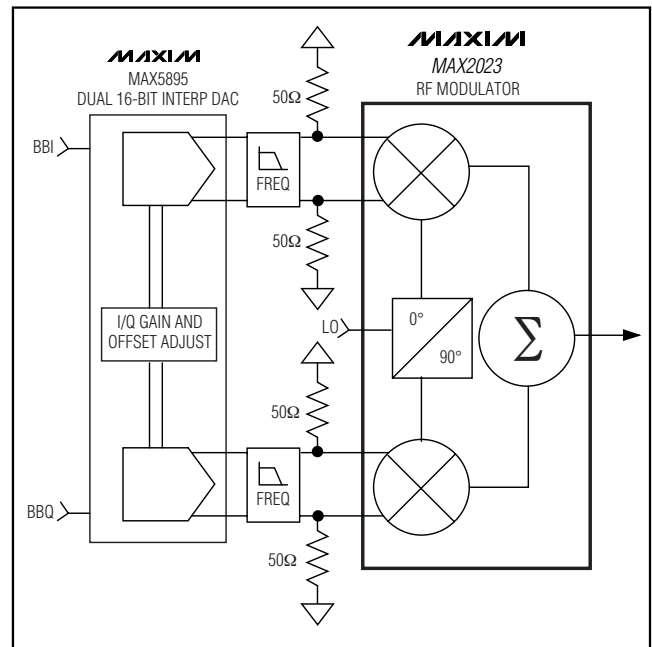 MAXIM
MAX5895
DUAL 16-BIT INTERP DAC
MAXIM
MAX2023
RF MODULATOR
BBI
50Ω
FREQ
50Ω
I/Q GAIN AND
OFFSET ADJUST
LO
0°
90°
Σ
50Ω
FREQ
BBQ
50Ω